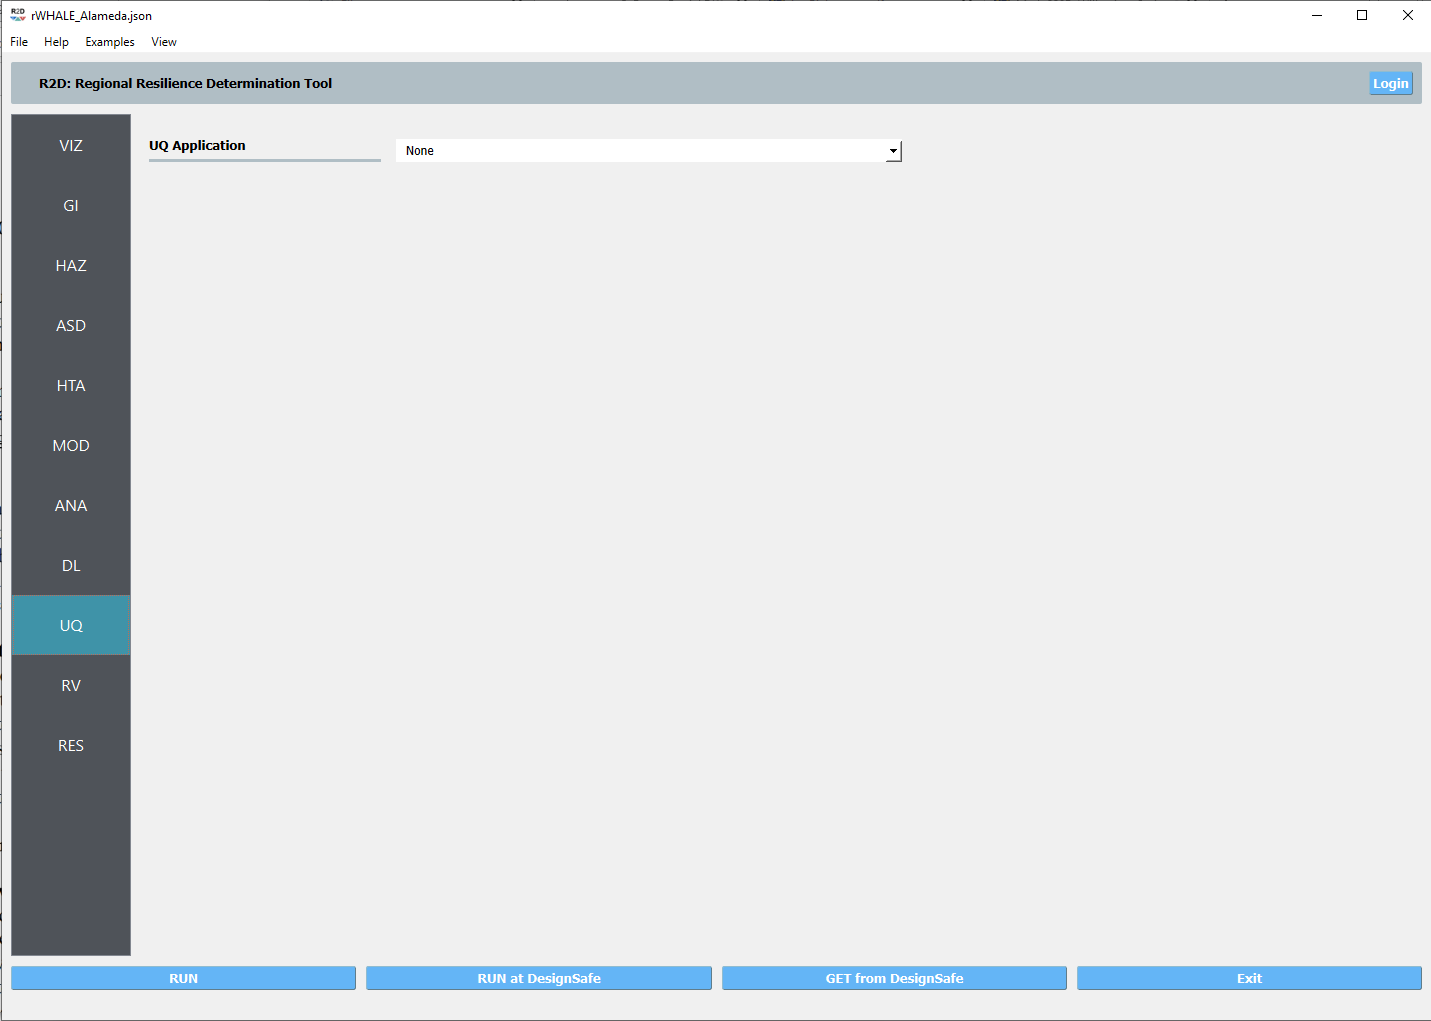 R2D rWHALE_Alameda.json
File Help Examples View
R2D: Regional Resilience Determination Tool
Login
VIZ
GI
HAZ
ASD
HTA
MOD
ANA
DL
UQ
RV
RES
UQ Application
None
RUN
RUN at DesignSafe
GET from DesignSafe
Exit